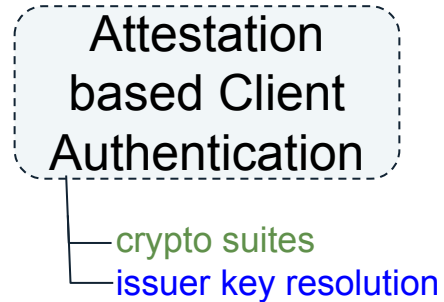 Attestation
based Client
Authentication
crypto suites
issuer key resolution